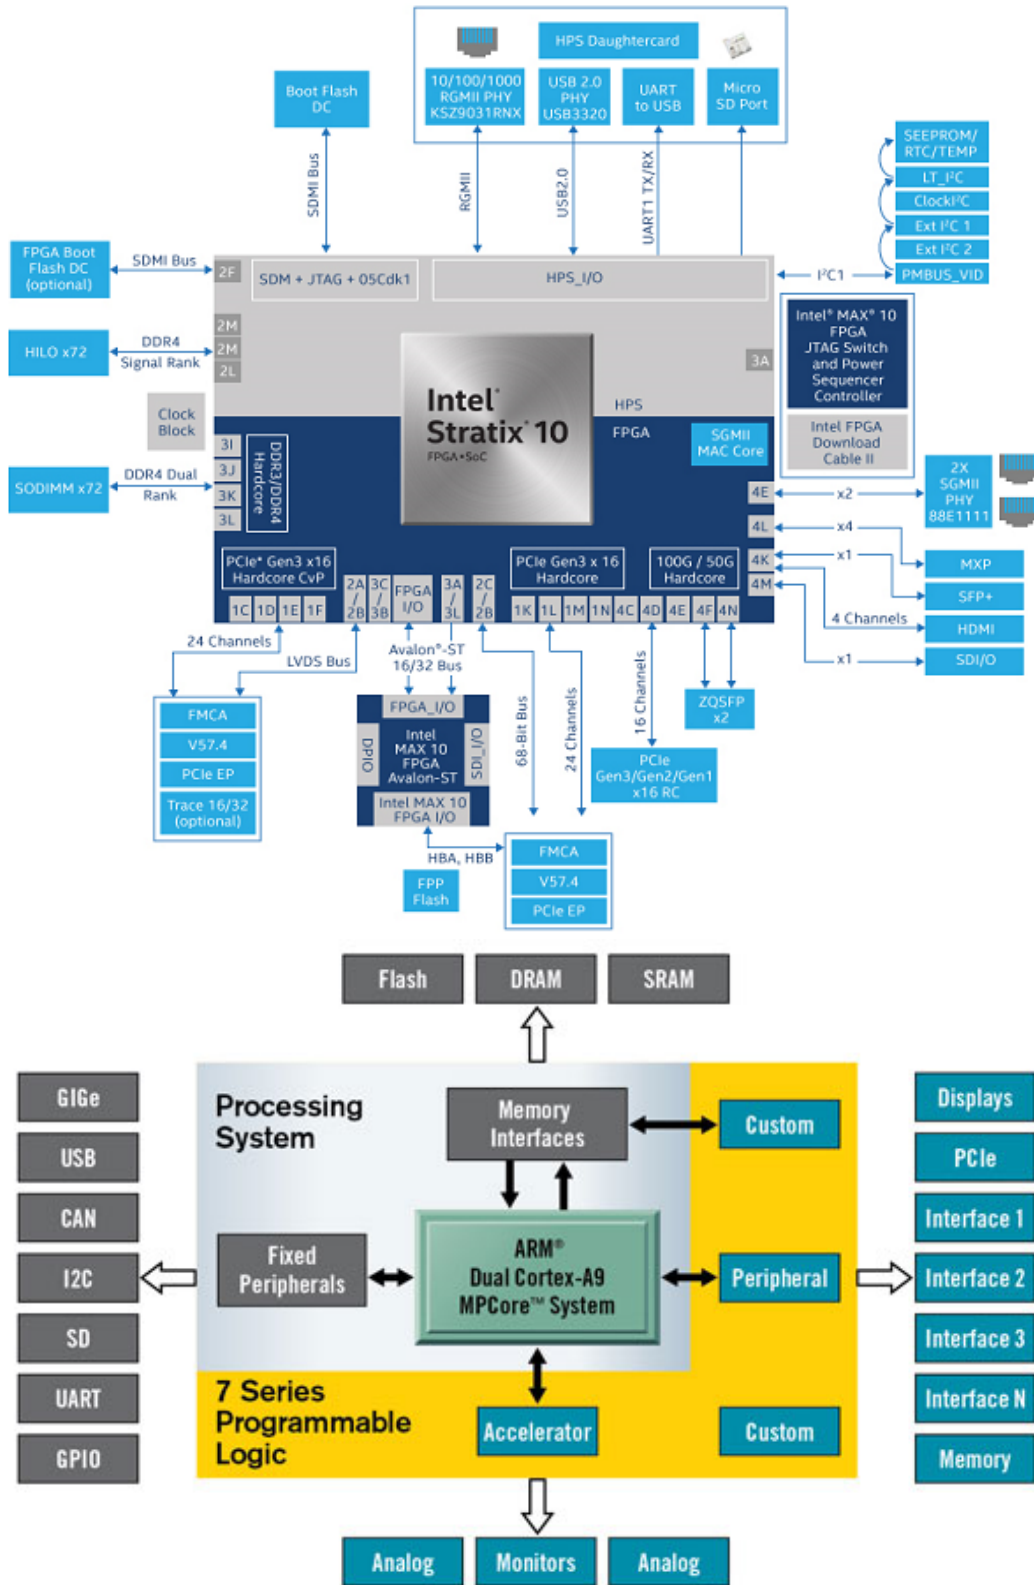 HPS Daughtercard
Boot Flash
DC
10/100/1000
RGMII PHY
KSZ9031RNX
USB 2.0
PHY
USB3320
UART
to USB
Micro
SD Port
SDMI Bus
RGMII
USB2.0
UART1 TX/RX
SEEPROM/
RTC/TEMP
LT_I²C
ClockI²C
Ext I²C 1
Ext I²C 2
PMBUS_VID
I²C1
FPGA Boot
Flash DC
(optional)
SDMI Bus
2F
SDM + JTAG + 05Cdk1
HPS_I/O
HILO x72
DDR4
Signal Rank
2M
2M
2L
3A
Intel® MAX® 10
FPGA
JTAG Switch
and Power
Sequencer
Controller
Intel FPGA
Download
Cable II
Intel®
Stratix® 10
FPGA•SoC
HPS
FPGA
Clock
Block
SGMII
MAC Core
SODIMM x72
DDR4 Dual
Rank
3I
3J
3K
3L
DDR3/DDR4
Hardcore
4E
4L
4K
4M
x2
x4
x1
4 Channels
x1
2X
SGMII
PHY
88E1111
MXP
SFP+
HDMI
SDI/O
PCIe* Gen3 x16
Hardcore CvP
PCIe Gen3 x 16
Hardcore
100G / 50G
Hardcore
1C
1D
1E
1F
2A
/
2B
3C
/
3B
FPGA
I/O
3A
/
3L
2C
/
2B
1K
1L
1M
1N
4C
4D
4E
4F
4N
24 Channels
LVDS Bus
Avalon®-ST
16/32 Bus
68-Bit Bus
24 Channels
16 Channels
ZQSFP
x2
FMCA
V57.4
PCIe EP
Trace 16/32
(optional)
FPGA_I/O
DPIO
Intel
MAX 10
FPGA
Avalon-ST
SDI_I/O
Intel MAX 10
FPGA I/O
PCIe
Gen3/Gen2/Gen1
x16 RC
HBA, HBB
FPP
Flash
FMCA
V57.4
PCIe EP
Flash
DRAM
SRAM
GIGe
USB
CAN
I2C
SD
UART
GPIO
Processing
System
Memory
Interfaces
Custom
Fixed
Peripherals
ARM®
Dual Cortex-A9
MPCore™ System
Peripheral
7 Series
Programmable
Logic
Accelerator
Custom
Displays
PCIe
Interface 1
Interface 2
Interface 3
Interface N
Memory
Analog
Monitors
Analog